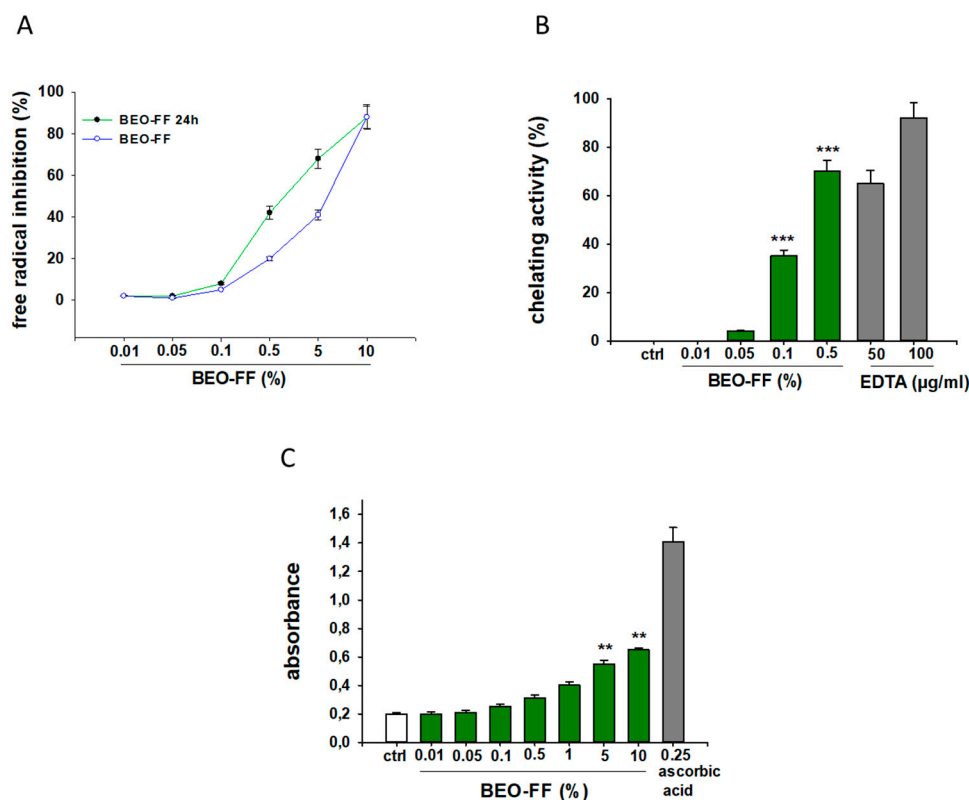 A
free radical inhibition (%)
100
80
60
40
20
0
BEO-FF 24h
BEO-FF
0.01 0.05 0.1 0.5 5 10
BEO-FF (%)
B
chelating activity (%)
100
80
60
40
20
0
*** ***
ctrl 0.01 0.05 0.1 0.5 50 100
BEO-FF (%) EDTA (µg/ml)
C
absorbance
1,6
1,4
1,2
1,0
0,8
0,6
0,4
0,2
0,0
** **
ctrl 0.01 0.05 0.1 0.5 1 5 10 0.25
BEO-FF (%) ascorbic
acid